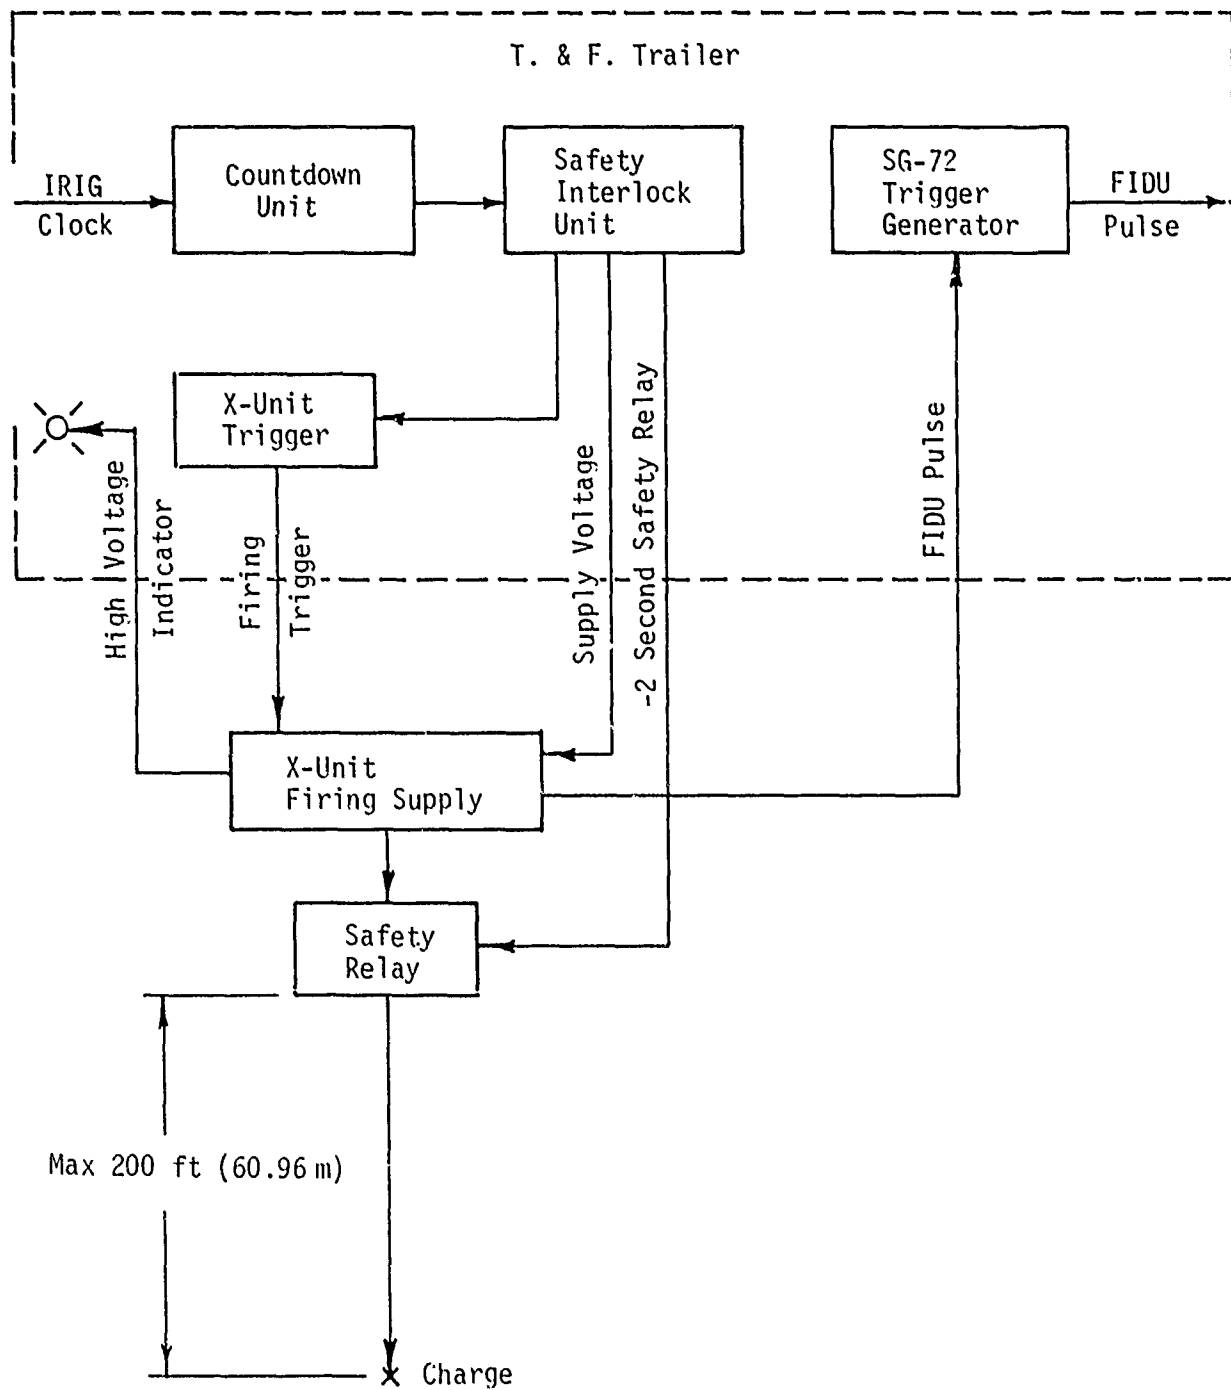 T. & F. Trailer
IRIG
Clock
Countdown
Unit
Safety
Interlock
Unit
SG-72
Trigger
Generator
FIDU
Pulse
X-Unit
Trigger
High Voltage
Indicator
Firing
Trigger
Supply Voltage
-2 Second Safety Relay
FIDU Pulse
X-Unit
Firing Supply
Safety
Relay
Max 200 ft (60.96 m)
Charge